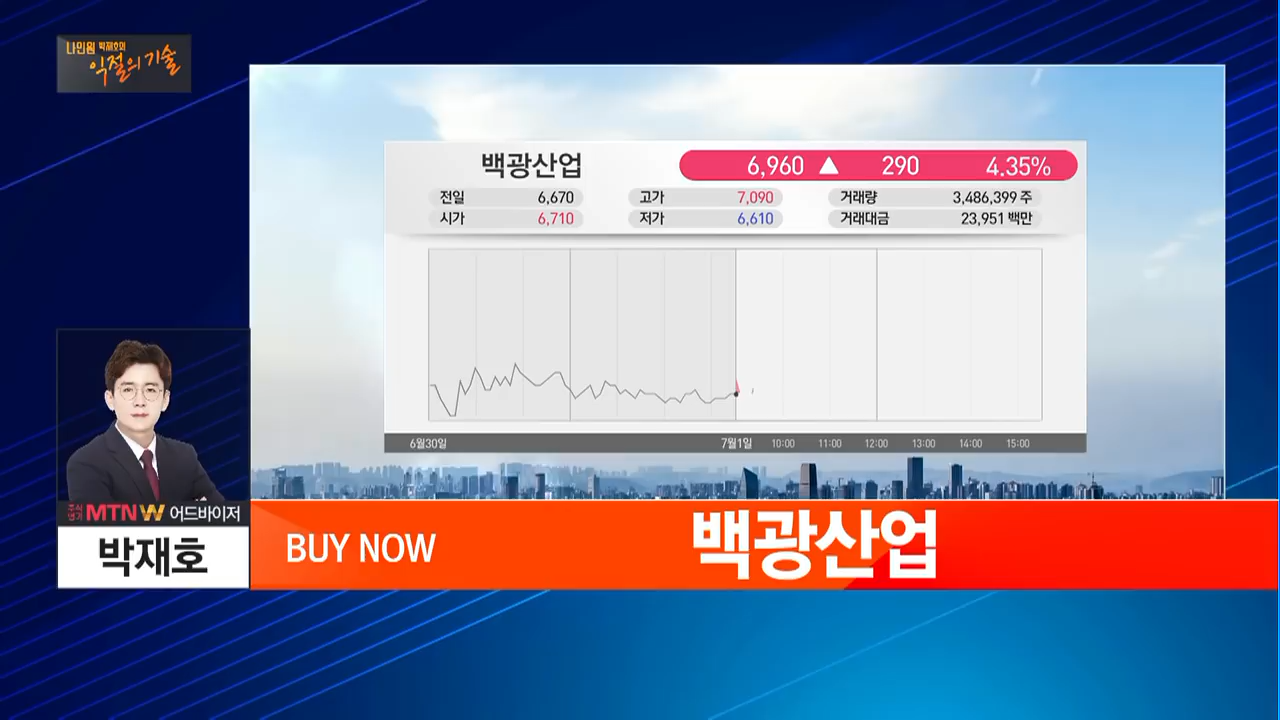 나민원 박재호의
익절의 기술
백광산업 6,960 ▲ 290 4.35%
전일 6,670 고가 7,090 거래량 3,486,399 주
시가 6,710 저가 6,610 거래대금 23,951 백만
6월30일 7월1일 10:00 11:00 12:00 13:00 14:00 15:00
주식 MTNW 어드바이저
박재호
BUY NOW 백광산업